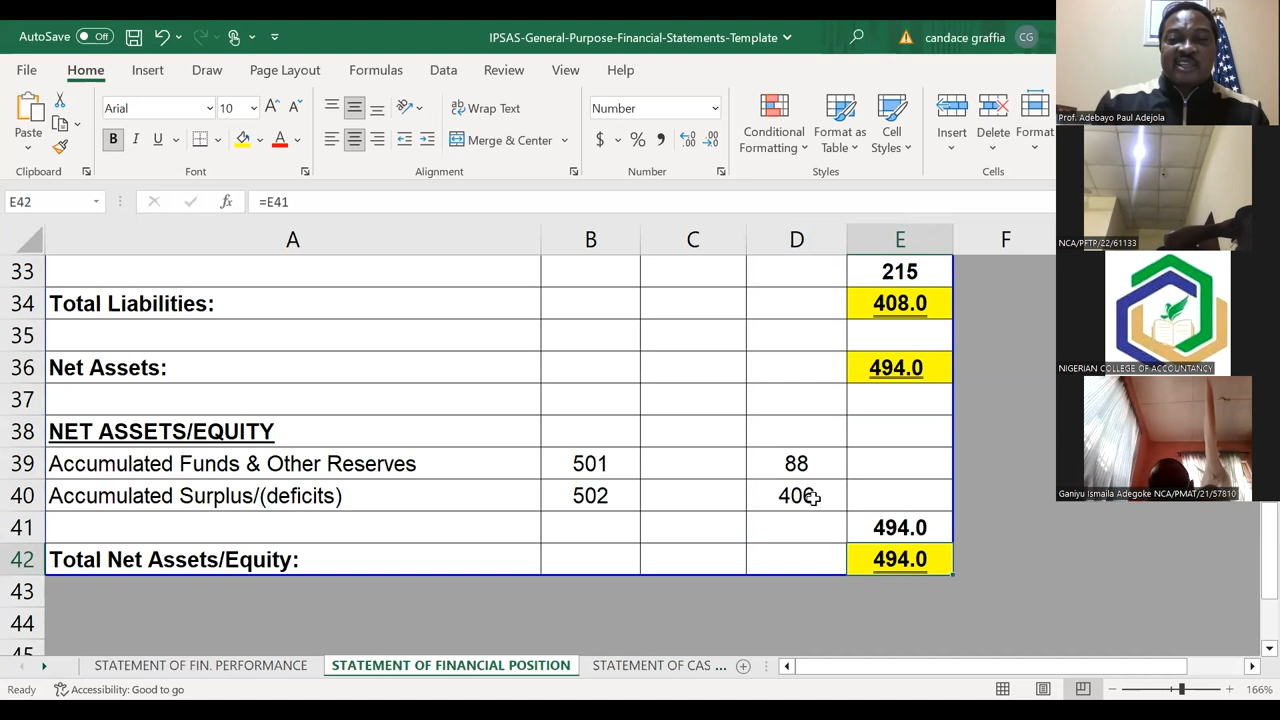 AutoSave Off IPSAS-General-Purpose-Financial-Statements-Template candace graffia CG
File Home Insert Draw Page Layout Formulas Data Review View Help
Paste Arial 10 Wrap Text Number Conditional Formatting Format as Table Cell Styles Insert Delete Format
B I U A Merge & Center $ % 9
Clipboard Font Alignment Number Styles Cells
E42 fx =E41
A B C D E F
33 215
34 Total Liabilities: 408.0
35
36 Net Assets: 494.0
37
38 NET ASSETS/EQUITY
39 Accumulated Funds & Other Reserves 501 88
40 Accumulated Surplus/(deficits) 502 406
41 494.0
42 Total Net Assets/Equity: 494.0
43
44
45
STATEMENT OF FIN. PERFORMANCE STATEMENT OF FINANCIAL POSITION STATEMENT OF CAS ...
Ready Accessibility: Good to go 166%
Prof. Adebayo Paul Adejola
NCA/PFTP/22/61133
NIGERIAN COLLEGE OF ACCOUNTANCY
Ganiyu Ismaila Adegoke NCA/PMAT/21/57810